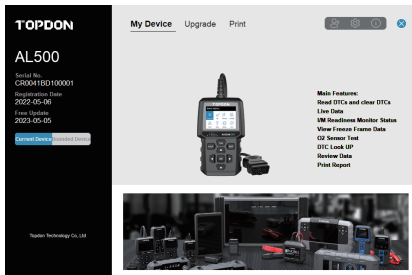 TOPDON
My Device Upgrade Print
AL500
Serial No.
CR0041BD100001
Registration Date
2022-05-06
Free Update
2023-05-05
Current Device
Main Features:
Read DTCs and clear DTCs
Live Data
I/M Readiness Monitor Status
View Freeze Frame Data
O2 Sensor Test
DTC Look UP
Review Data
Print Report
TOPDON
Topdon Technology Co., Ltd